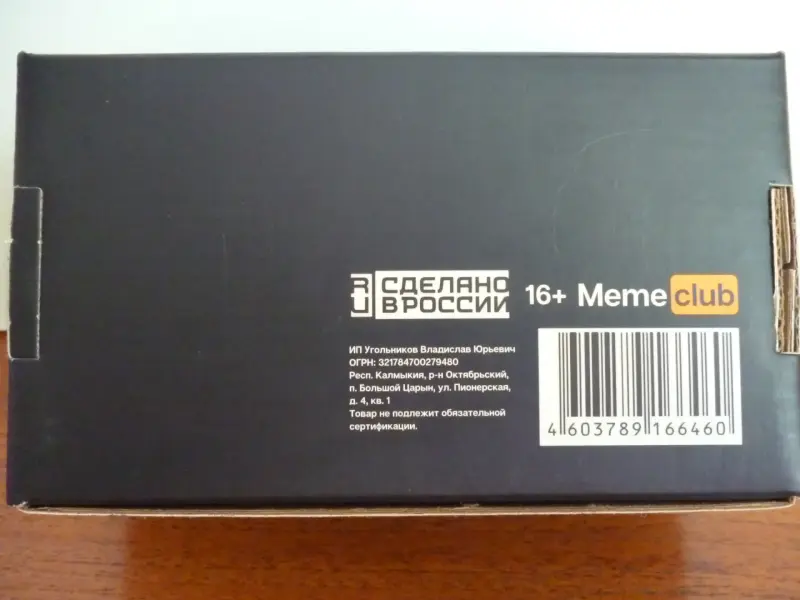 RU СДЕЛАНО
В РОССИИ
16+ Meme club
ИП Угольников Владислав Юрьевич
ОГРН: 321784700279480
Респ. Калмыкия, р-н Октябрьский,
п. Большой Царын, ул. Пионерская,
д. 4, кв. 1
Товар не подлежит обязательной
сертификации.
4 603789 166460